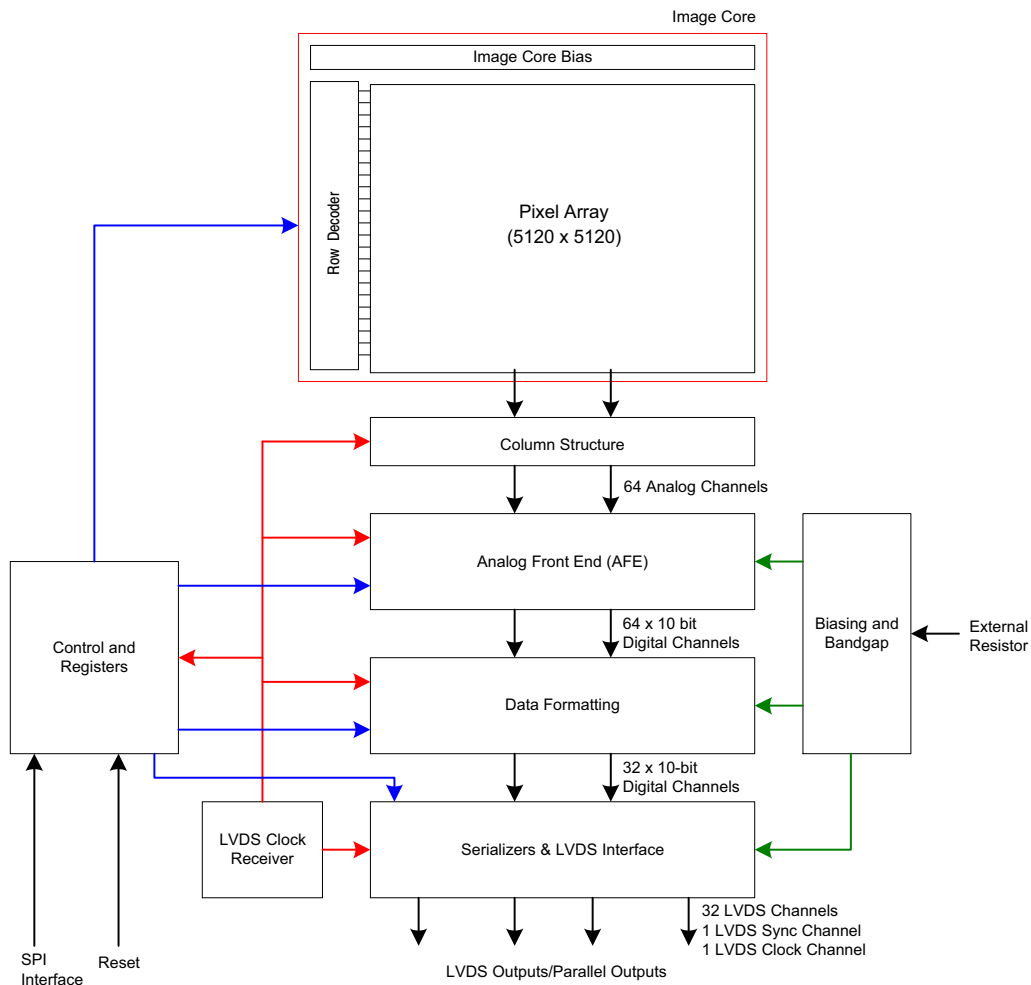 Image Core
Image Core Bias
Row Decoder
Pixel Array
(5120 x 5120)
Column Structure
64 Analog Channels
Analog Front End (AFE)
64 x 10 bit
Digital Channels
Biasing and
Bandgap
External
Resistor
Control and
Registers
Data Formatting
32 x 10-bit
Digital Channels
LVDS Clock
Receiver
Serializers & LVDS Interface
32 LVDS Channels
1 LVDS Sync Channel
1 LVDS Clock Channel
SPI
Interface
Reset
LVDS Outputs/Parallel Outputs